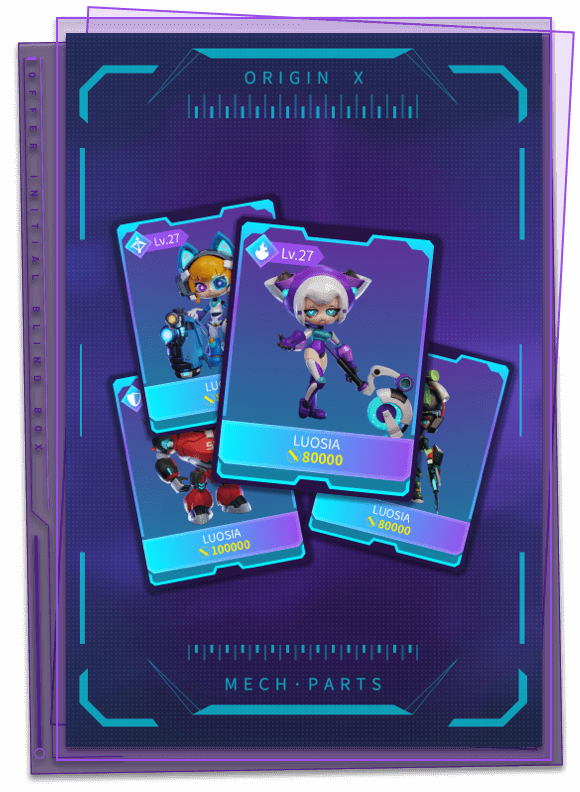 ORIGIN X
OFFER INITIAL BLIND BOX
Lv.27
Lv.27
LUOSIA
80000
LUOSIA
100000
LUOSIA
80000
MECH·PARTS